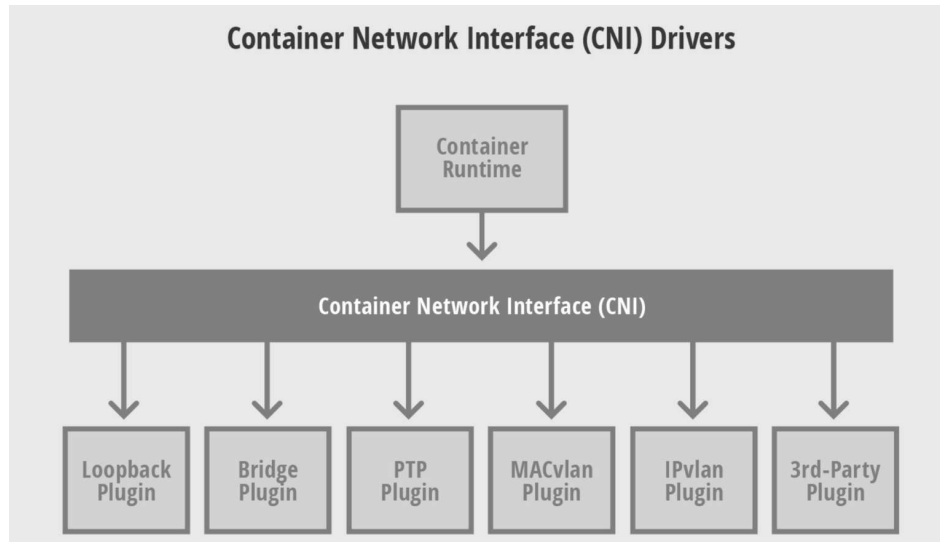 Container Network Interface (CNI) Drivers
Container
Runtime
Container Network Interface (CNI)
Loopback
Plugin
Bridge
Plugin
PTP
Plugin
MACvlan
Plugin
IPvlan
Plugin
3rd-Party
Plugin